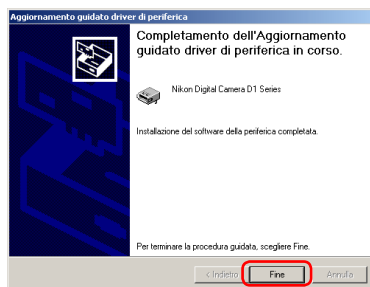 Aggiornamento guidato driver di periferica
Completamento dell'Aggiornamento
guidato driver di periferica in corso.
Nikon Digital Camera D1 Series
Installazione del software della periferica completata.
Per terminare la procedura guidata, scegliere Fine.
< Indietro
Fine
Annulla